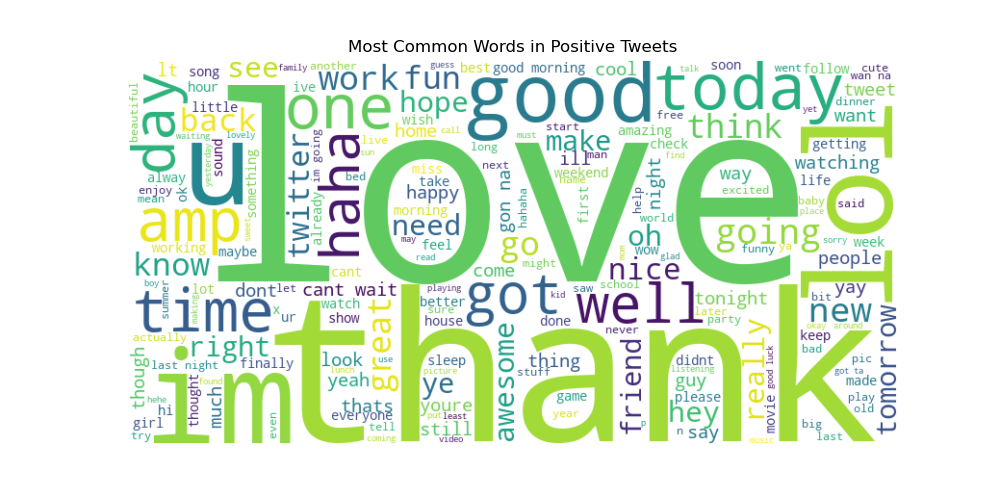 Most Common Words in Positive Tweets
love
thank
im
good
today
lol
day
u
amp
time
one
haha
got
well
going
think
work
fun
see
back
know
hope
twitter
need
go
nice
new
make
oh
right
great
awesome
friend
really
tomorrow
hey
ye
cant wait
dont
people
yay
night
happy
home
song
hour
little
lt
ive
another
family
best
good morning
cool
soon
talk
went
follow
cute
wan na
tweet
yet
dinner
want
getting
watching
life
said
baby
place
sorry
week
way
excited
free
amazing
check
find
start
ill
man
weekend
name
first
help
world
wow
glad
mom
funny
ya
wish
live
sun
call
long
must
next
gon na
hahaha
miss
take
morning
may
feel
read
come
might
bed
im going
already
cant
something
sound
yesterday
lovely
sweet
waiting
beautiful
alway
enjoy
mean
ok
working
maybe
boy
summer
making
lot
let
x
ur
watch
show
playing
better
sure
house
saw
kid
done
school
never
tonight
later
party
bit
okay
around
keep
bad
though
actually
last night
finally
look
use
lunch
yeah
thats
everyone
tell
coming
sleep
picture
youre
put
least
still
video
thing
stuff
game
year
didnt
listening
guy
please
say
n
p
movie
good luck
music
pic
got ta
made
play
old
big
last
hehe
found
hi
thought
much
girl
try
even
guess